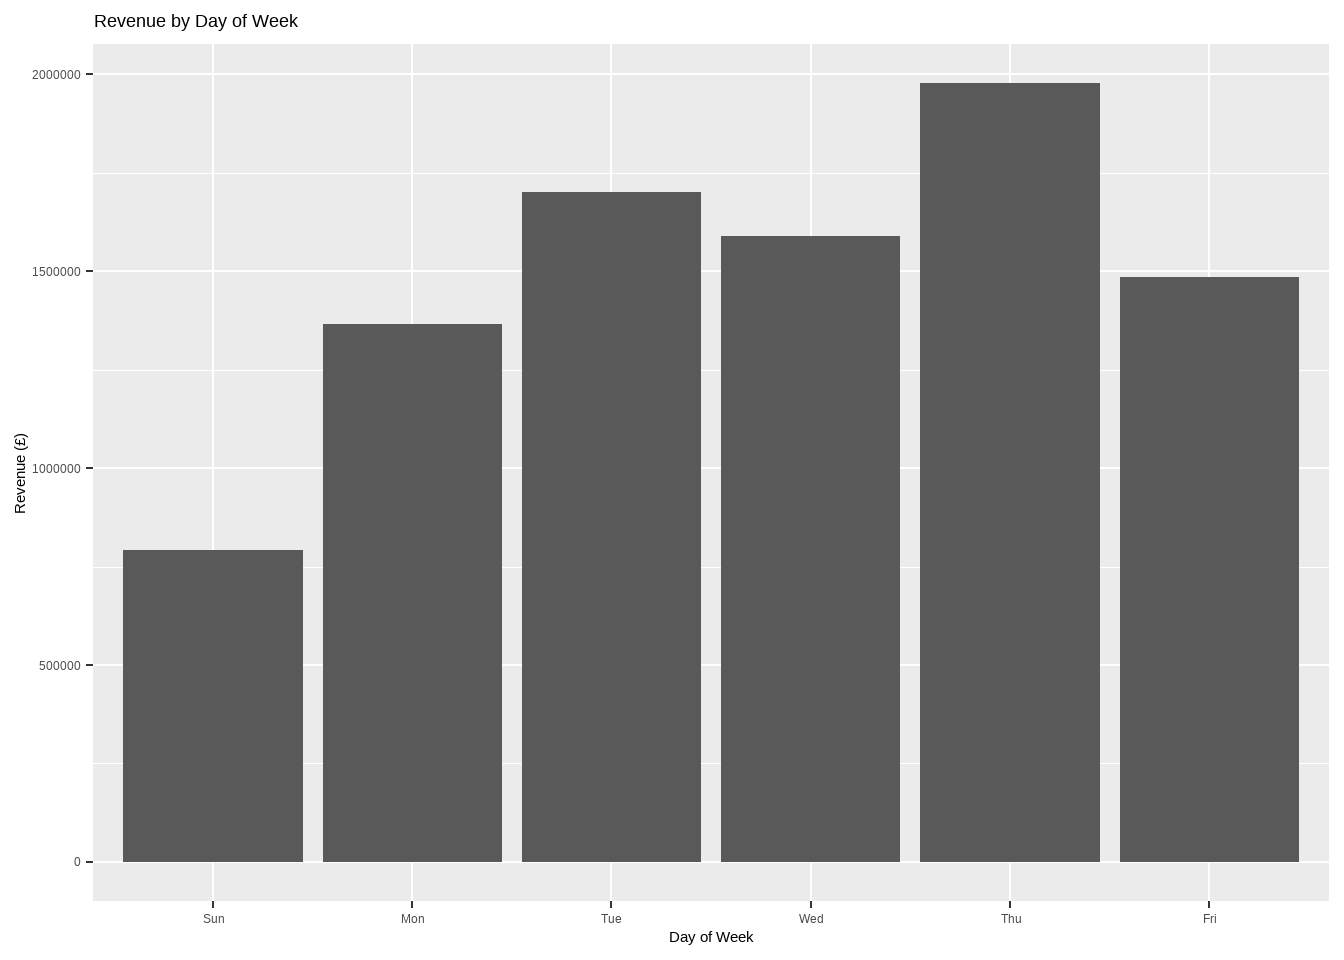 Revenue by Day of Week
2000000
1500000
1000000
500000
0
Revenue (£)
Sun Mon Tue Wed Thu Fri
Day of Week